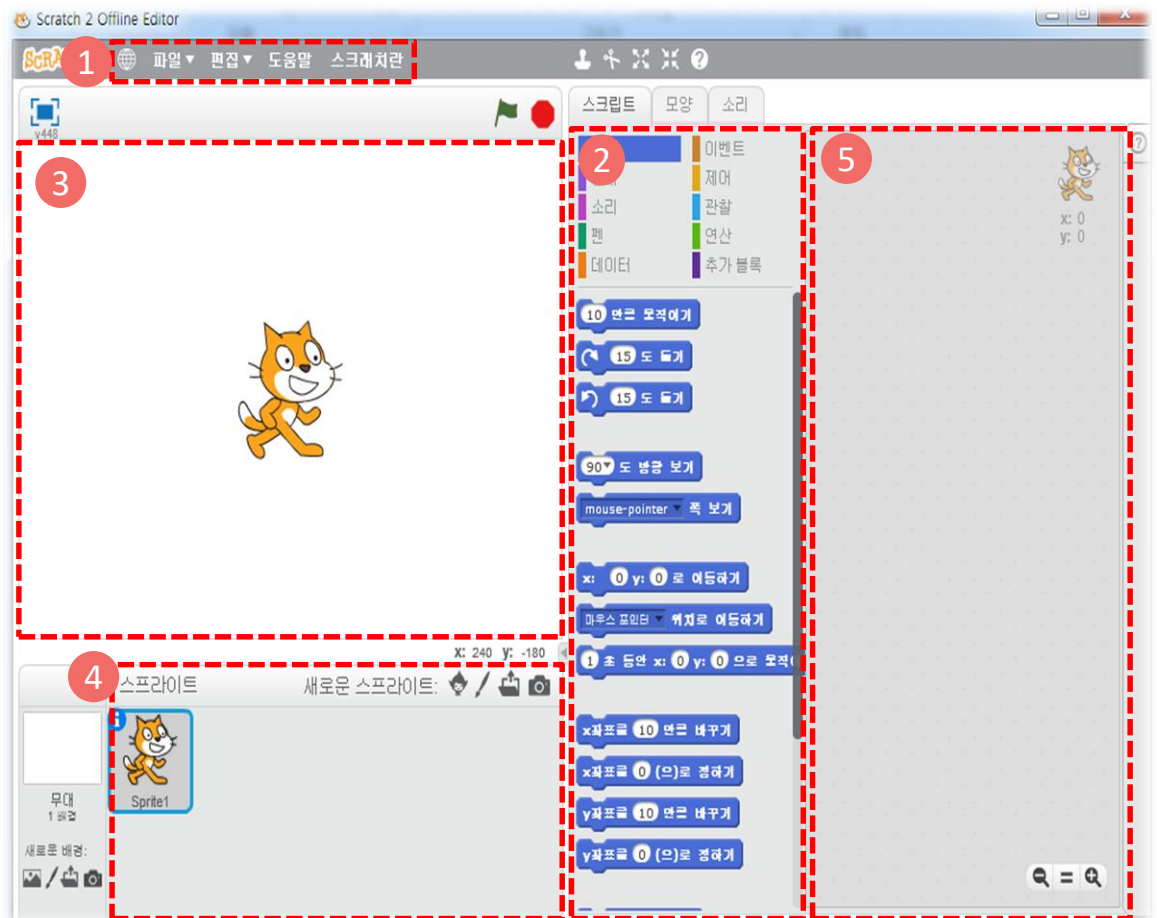 Scratch 2 Offline Editor
1 파일▼ 편집▼ 도움말 스크래치란
v448
스크립트 모양 소리
2
이벤트
제어
소리 관찰
펜 연산
데이터 추가 블록
3
5
x: 0
y: 0
10 만큼 움직이기
15 도 돌기
15 도 돌기
90▼ 도 방향 보기
mouse-pointer 쪽 보기
x: 0 y: 0 로 이동하기
마우스 포인터 위치로 이동하기
1 초 동안 x: 0 y: 0 으로
x좌표를 10 만큼 바꾸기
x좌표를 0 (으)로 정하기
y좌표를 10 만큼 바꾸기
y좌표를 0 (으)로 정하기
x: 240 y: -180
4 스프라이트 새로운 스프라이트:
Sprite1
무대
1 배경
새로운 배경: